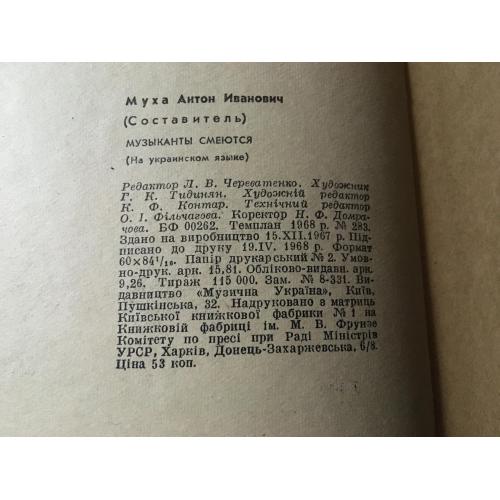 Муха Антон Иванович
(Составитель)
МУЗЫКАНТЫ СМЕЮТСЯ
(На украинском языке)
Редактор Л. В. Череватенко. Художник
Г. К. Тидинян. Художній редактор
К. Ф. Контар. Технічний редактор
О. І. Фільчагова. Коректор Н. Ф. Домра-
чова. БФ 00262. Темплан 1968 р. № 283.
Здано на виробництво 15.XII.1967 р. Під-
писано до друку 19.IV. 1968 р. Формат
60×84¹/₁₆. Папір друкарський № 2. Умов-
но-друк. арк. 15,81. Обліково-видавн. арк.
9,26. Тираж 115 000. Зам. № 8-331. Ви-
давництво «Музична Україна», Київ,
Пушкінська, 32. Надруковано з матриць
Київської книжкової фабрики № 1 на
Книжковій фабриці ім. М. В. Фрунзе
Комітету по пресі при Раді Міністрів
УРСР, Харків, Донець-Захаржевська, 6/8.
Ціна 53 коп.